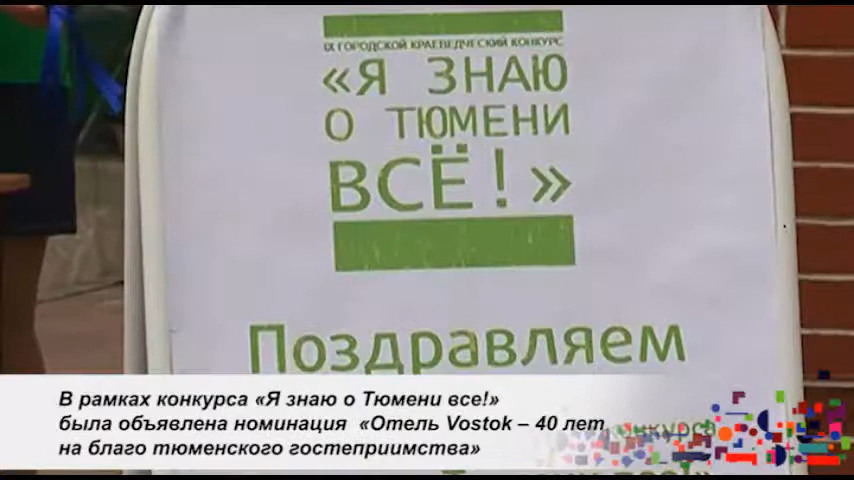 IX ГОРОДСКОЙ КРАЕВЕДЧЕСКИЙ КОНКУРС
«Я ЗНАЮ
О ТЮМЕНИ
ВСЁ!»
Поздравляем
конкурса
В рамках конкурса «Я знаю о Тюмени все!»
была объявлена номинация «Отель Vostok – 40 лет
на благо тюменского гостеприимства»